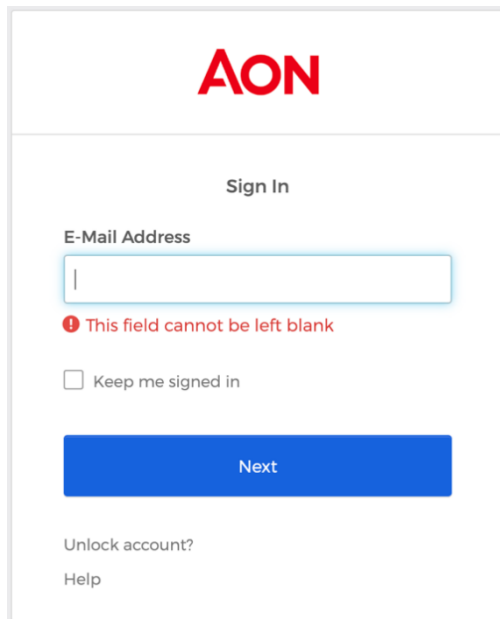 AON
Sign In
E-Mail Address
This field cannot be left blank
Keep me signed in
Next
Unlock account?
Help